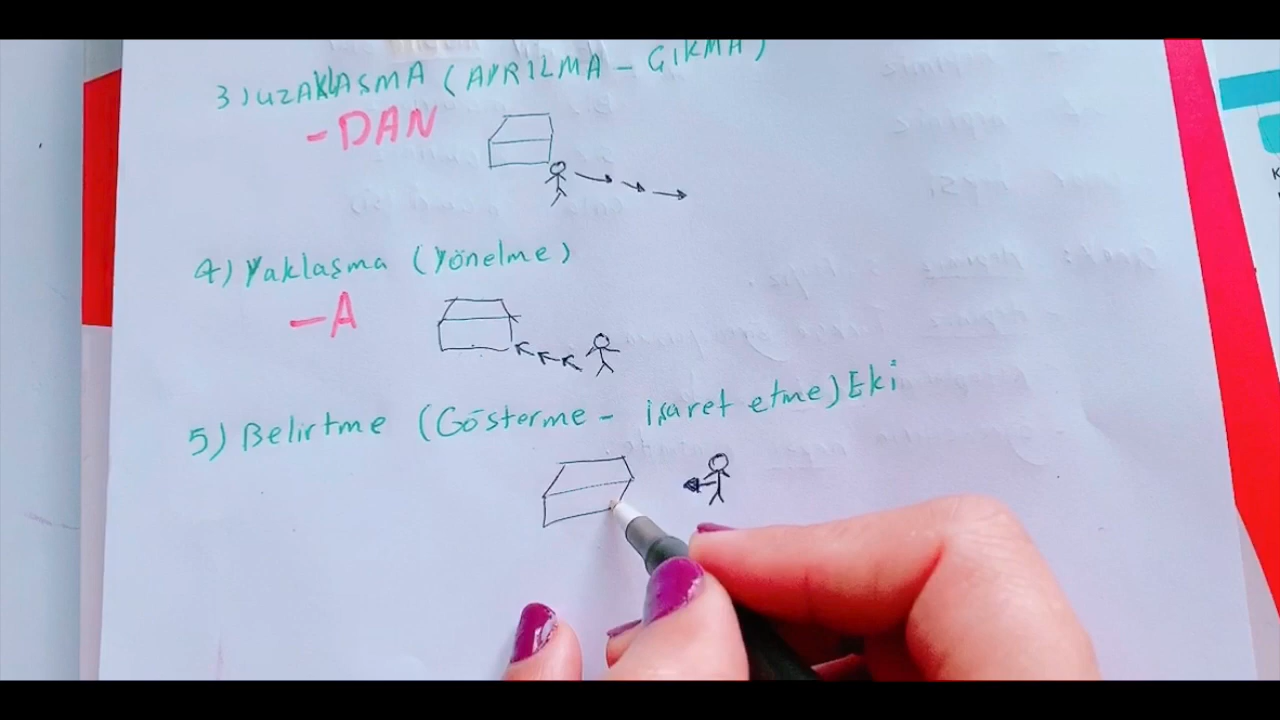 3) UZAKLAŞMA (AYRILMA - ÇIKMA)
-DAN
4) Yaklaşma (Yönelme)
-A
5) Belirtme (Gösterme - işaret etme) Eki